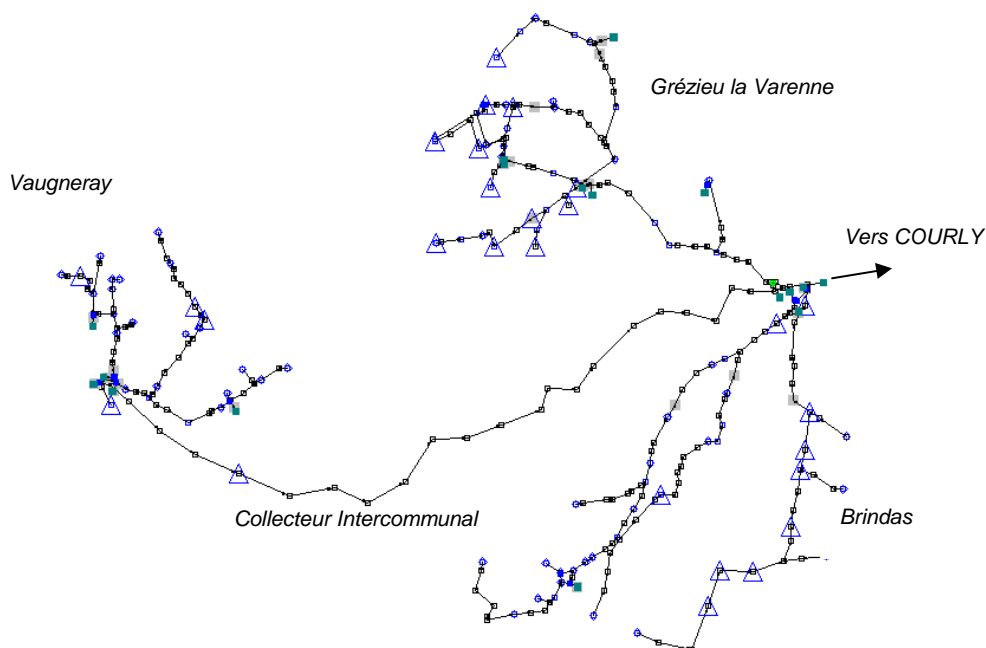 Grézieu la Varenne
Vaugneray
Vers COURLY
Collecteur Intercommunal
Brindas